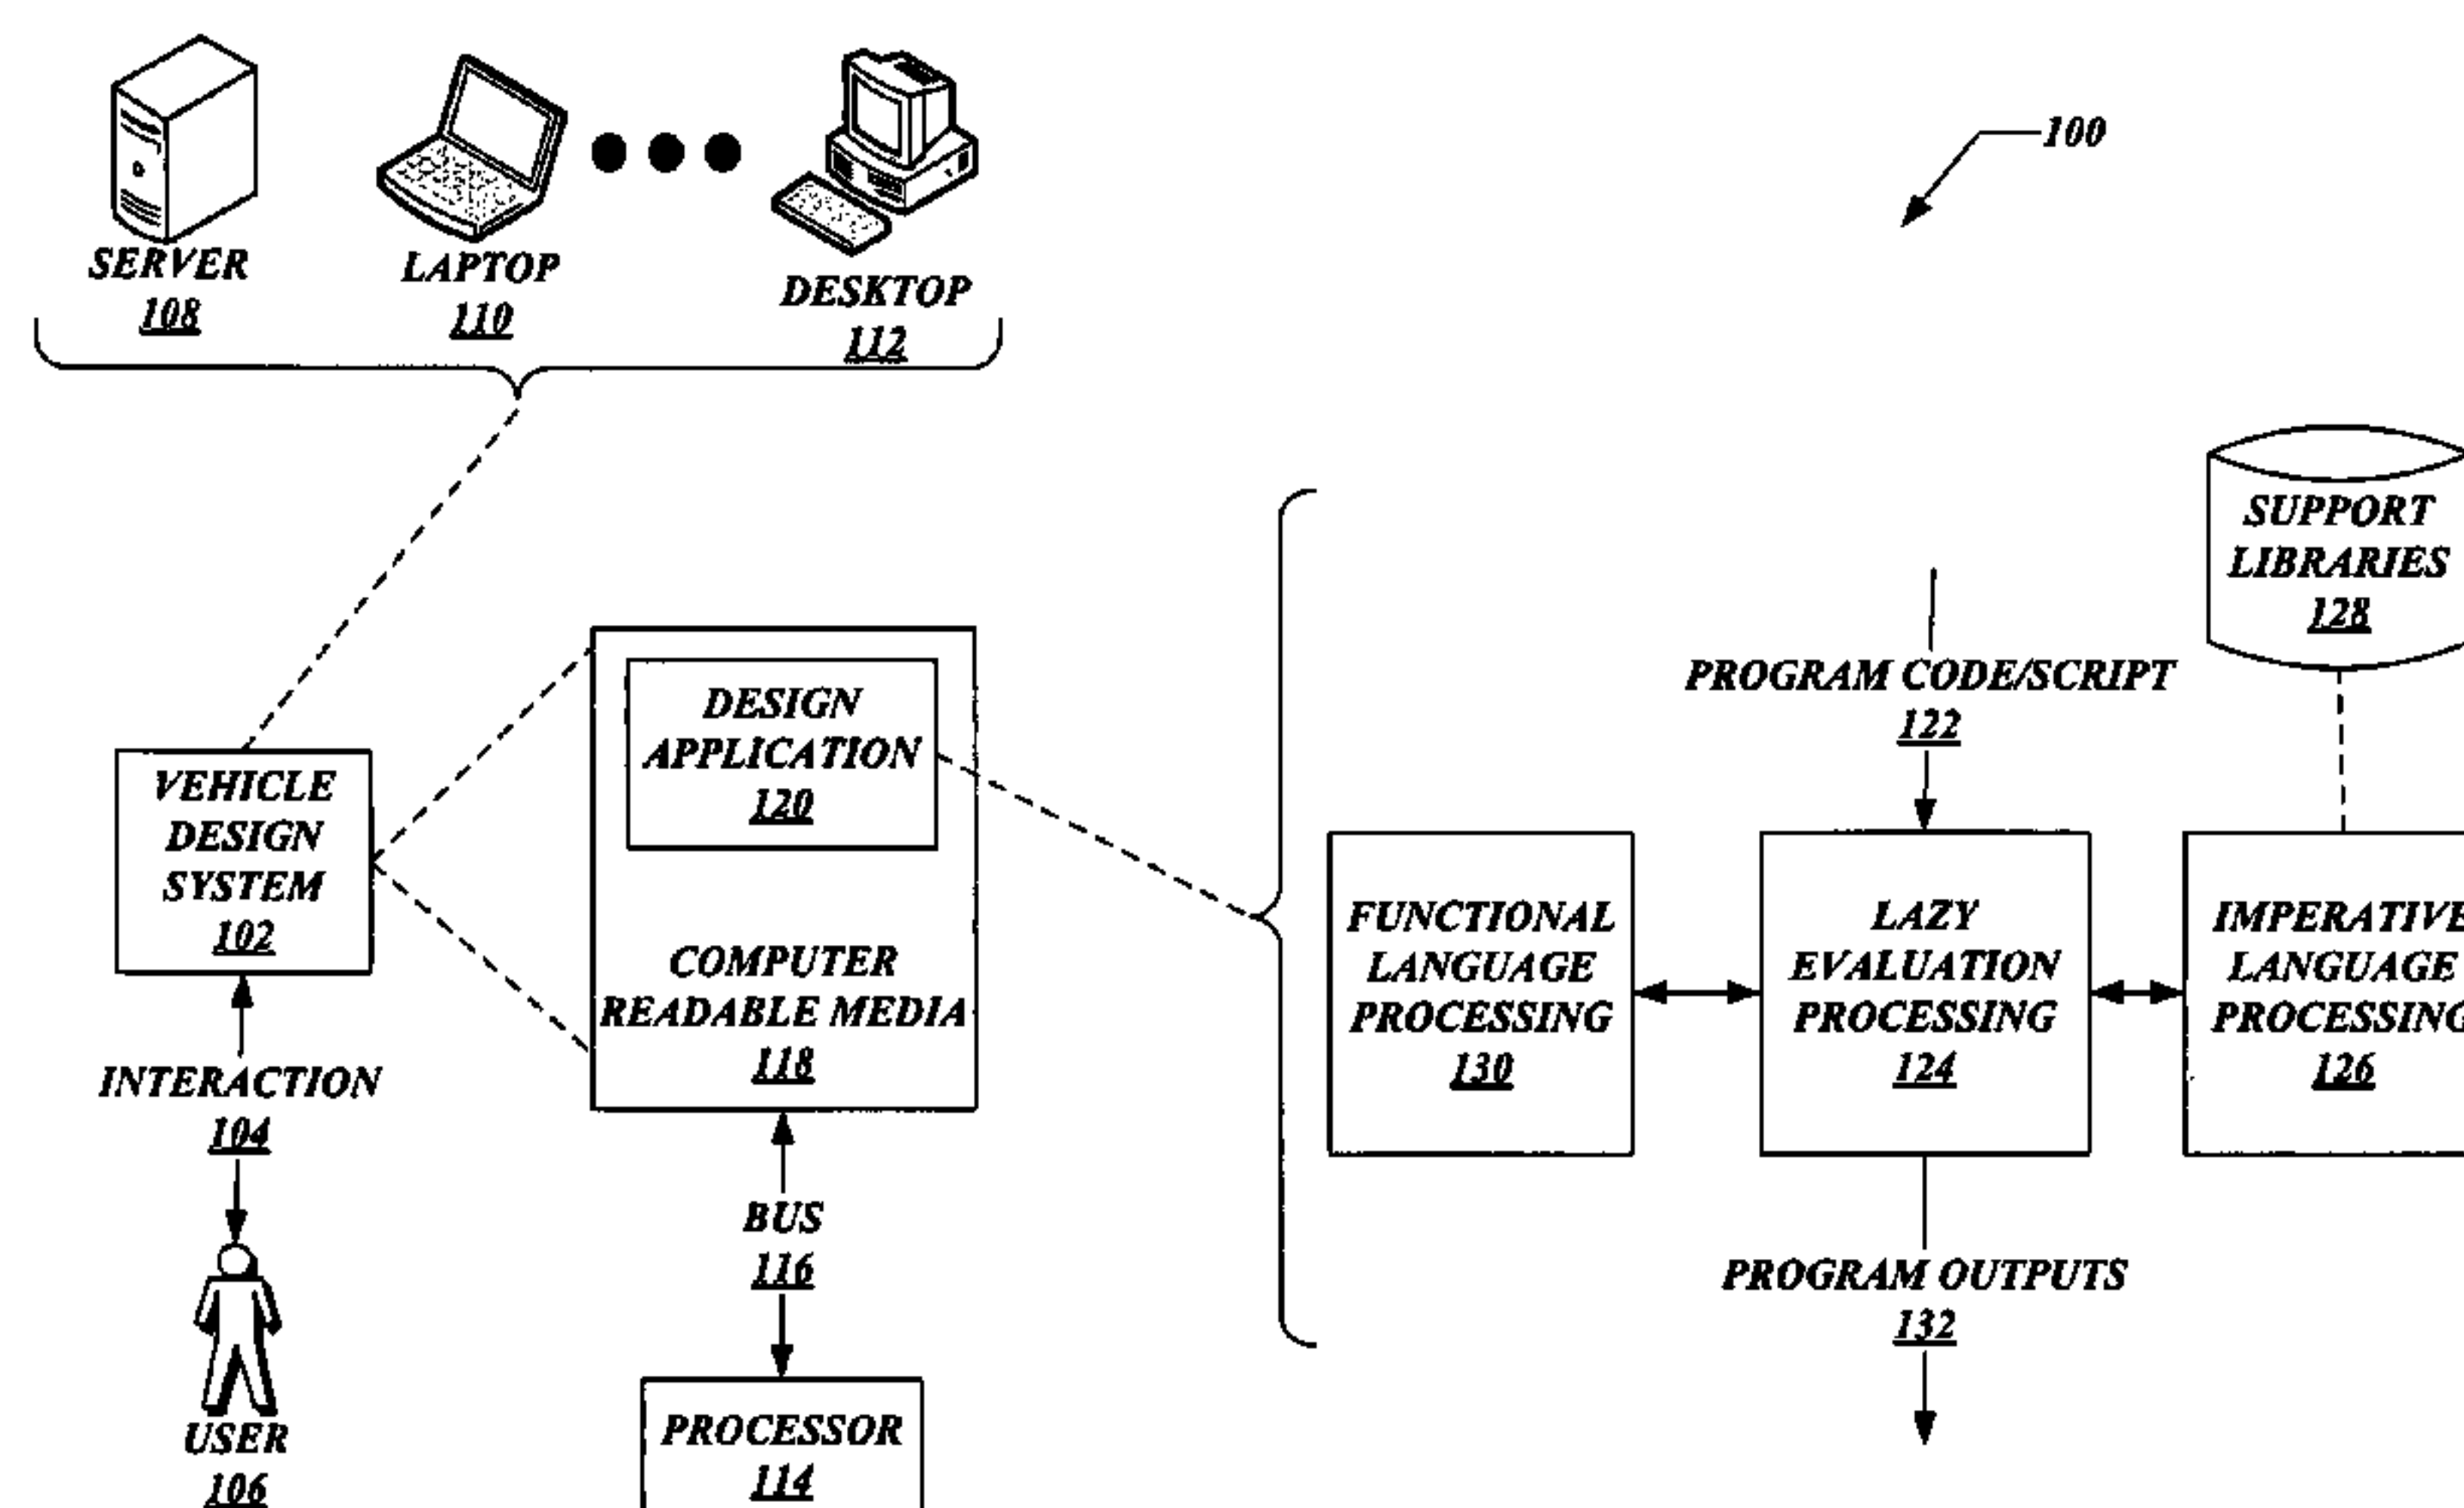 100
SERVER
108
LAPTOP
110
DESKTOP
112
SUPPORT
LIBRARIES
128
PROGRAM CODE/SCRIPT
122
DESIGN
APPLICATION
120
VEHICLE
DESIGN
SYSTEM
102
COMPUTER
READABLE MEDIA
118
FUNCTIONAL
LANGUAGE
PROCESSING
130
LAZY
EVALUATION
PROCESSING
124
IMPERATIVE
LANGUAGE
PROCESSING
126
INTERACTION
104
BUS
116
PROGRAM OUTPUTS
132
USER
106
PROCESSOR
114